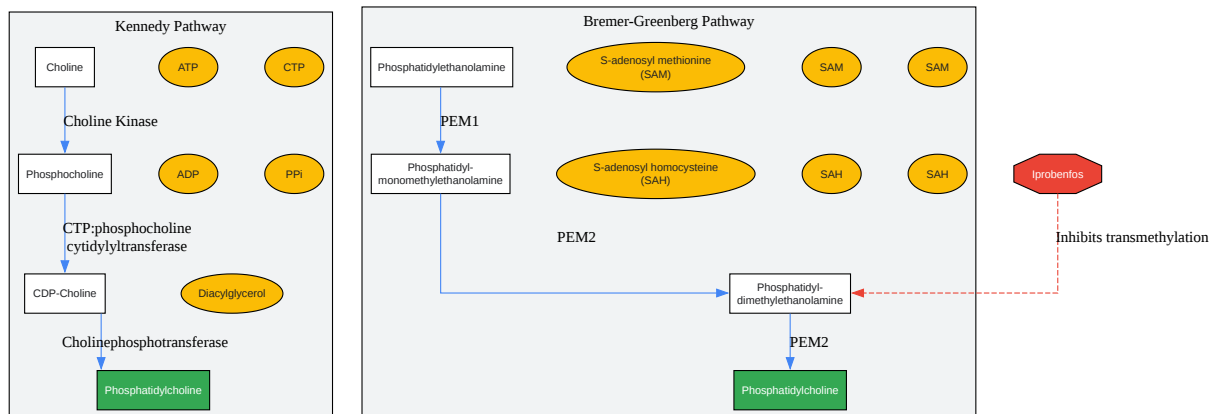 Kennedy Pathway
Choline
ATP
CTP
Choline Kinase
Phosphocholine
ADP
PPi
CTP:phosphocholine
cytidylyltransferase
CDP-Choline
Diacylglycerol
Cholinephosphotransferase
Phosphatidylcholine
Bremer-Greenberg Pathway
Phosphatidylethanolamine
S-adenosyl methionine
(SAM)
SAM
SAM
PEM1
Phosphatidyl-
monomethylethanolamine
S-adenosyl homocysteine
(SAH)
SAH
SAH
PEM2
Phosphatidyl-
dimethylethanolamine
PEM2
Phosphatidylcholine
Iprobenfos
Inhibits transmethylation